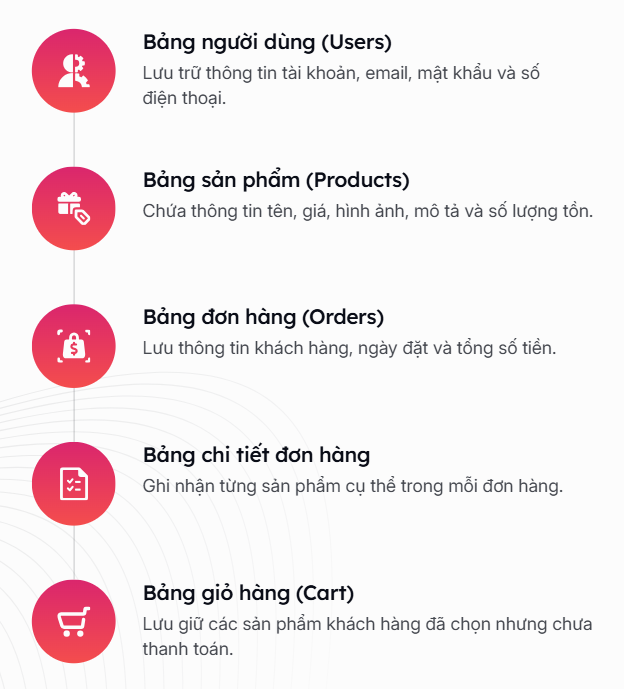 Bảng người dùng (Users)
Lưu trữ thông tin tài khoản, email, mật khẩu và số
điện thoại.
Bảng sản phẩm (Products)
Chứa thông tin tên, giá, hình ảnh, mô tả và số lượng tồn.
Bảng đơn hàng (Orders)
Lưu thông tin khách hàng, ngày đặt và tổng số tiền.
Bảng chi tiết đơn hàng
Ghi nhận từng sản phẩm cụ thể trong mỗi đơn hàng.
Bảng giỏ hàng (Cart)
Lưu giữ các sản phẩm khách hàng đã chọn nhưng chưa
thanh toán.